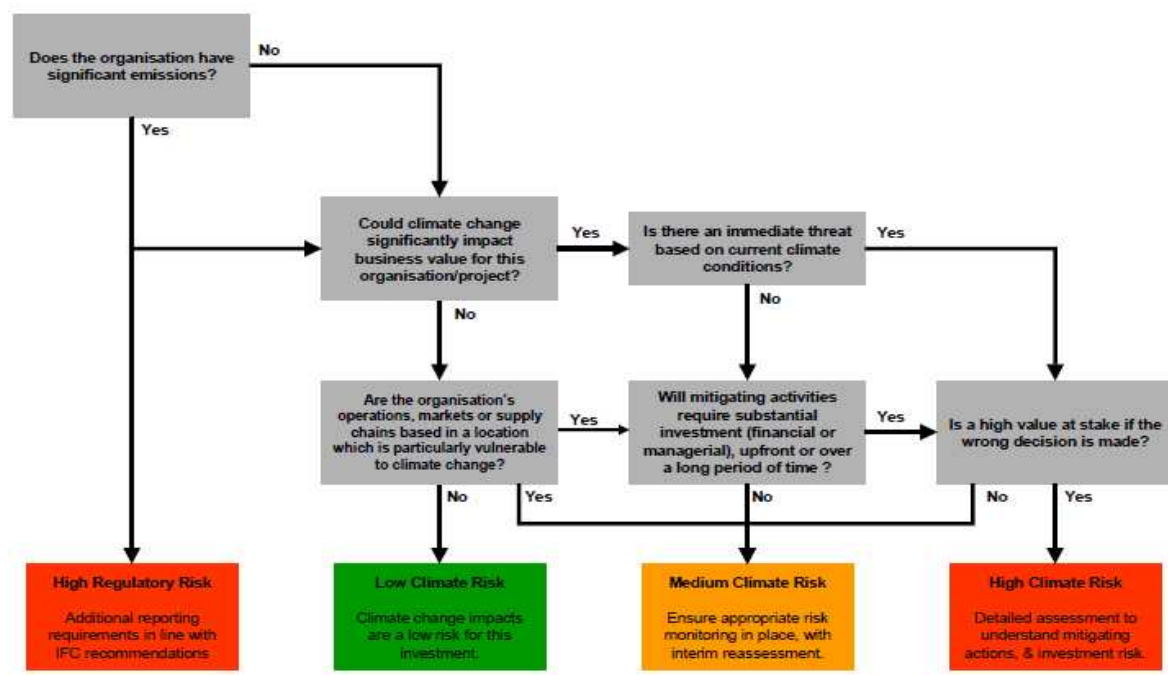 Does the organisation have
significant emissions?
No
Yes
Could climate change
significantly impact
business value for this
organisation/project?
Yes
Is there an immediate threat
based on current climate
conditions?
Yes
No
No
Are the organisation's
operations, markets or supply
chains based in a location
which is particularly vulnerable
to climate change?
Yes
Will mitigating activities
require substantial
investment (financial or
managerial), upfront or over
a long period of time ?
Yes
Is a high value at stake if the
wrong decision is made?
No
Yes
No
No
Yes
High Regulatory Risk
Additional reporting
requirements in line with
IFC recommendations
Low Climate Risk
Climate change impacts
are a low risk for this
investment.
Medium Climate Risk
Ensure appropriate risk
monitoring in place, with
interim reassessment.
High Climate Risk
Detailed assessment to
understand mitigating
actions, & investment risk.